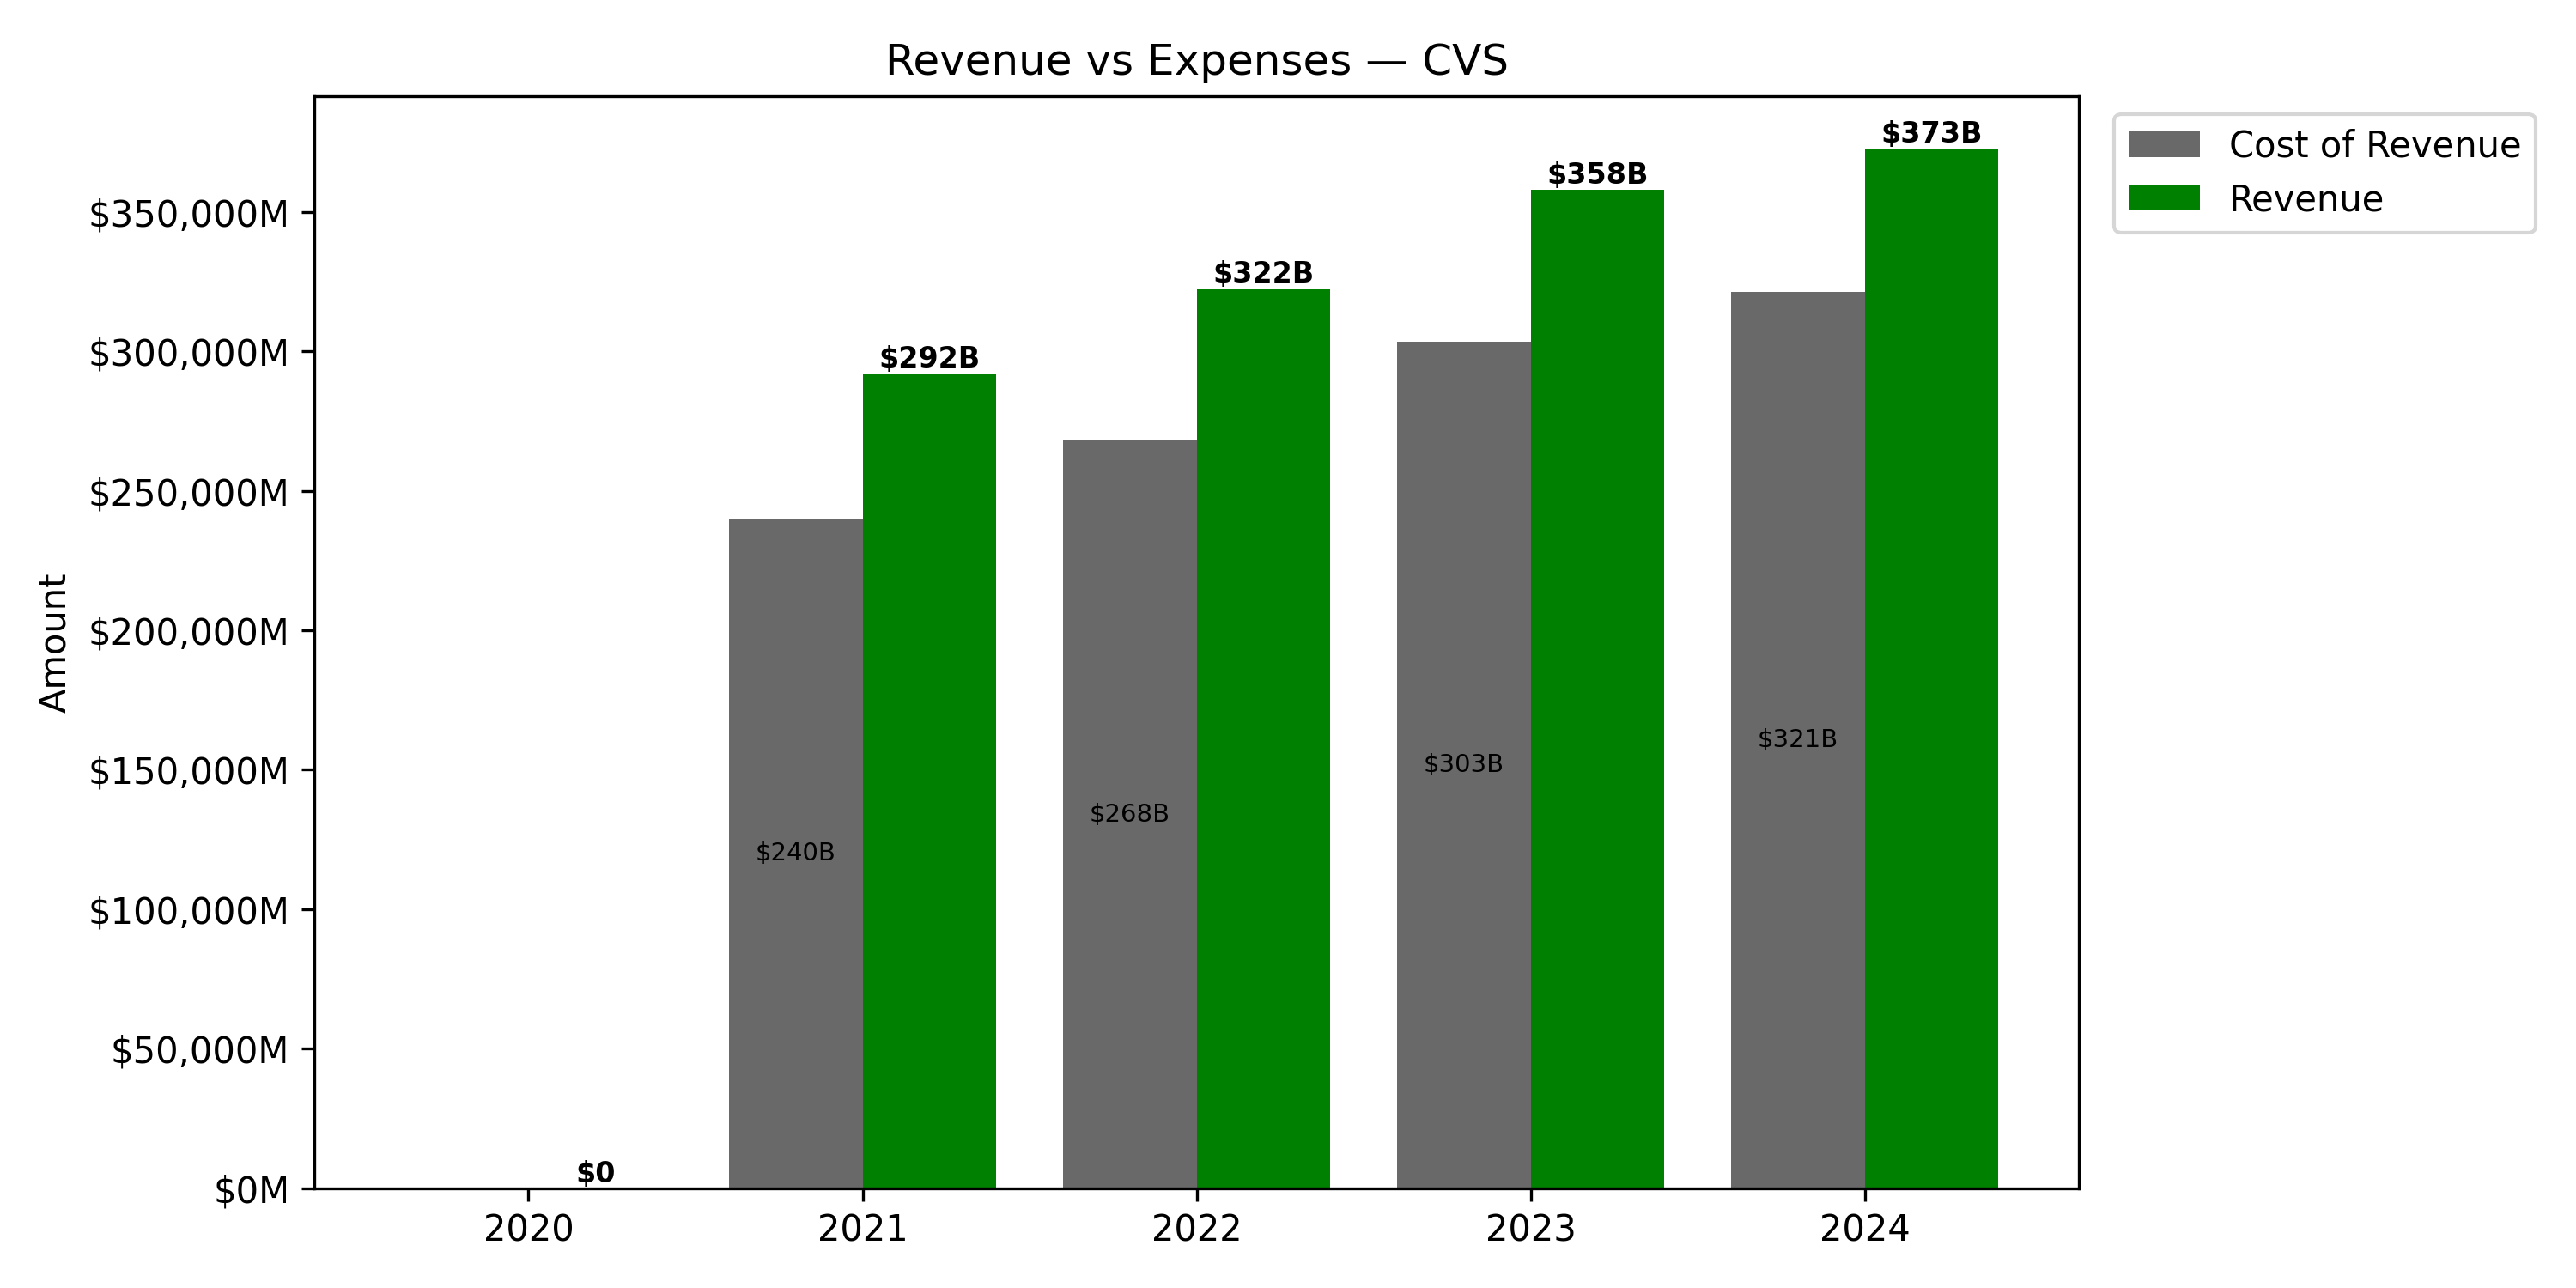 Revenue vs Expenses — CVS
Cost of Revenue
Revenue
Amount
$350,000M
$300,000M
$250,000M
$200,000M
$150,000M
$100,000M
$50,000M
$0M
$0
$240B
$292B
$268B
$322B
$303B
$358B
$321B
$373B
2020
2021
2022
2023
2024